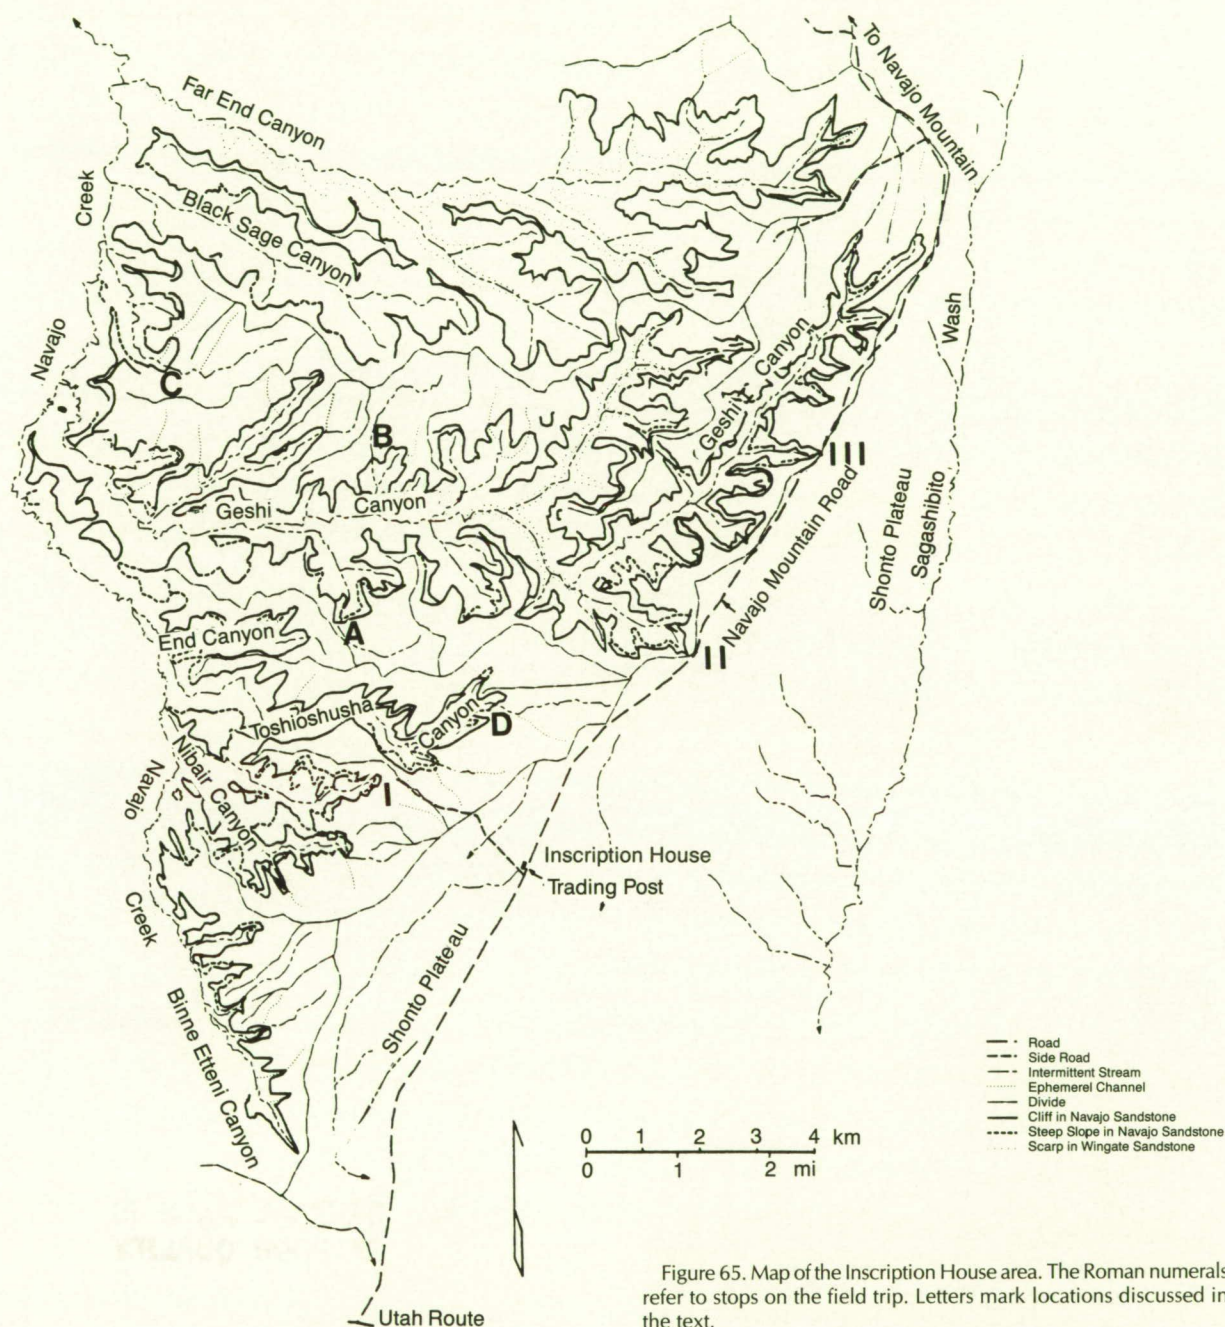 To Navajo Mountain
Far End Canyon
Creek
Black Sage Canyon
Navajo
C
B
Geshi Canyon
Wash
III
Geshi
Canyon
Navajo Mountain Road
Shonto Plateau
Sagashibito
A
End Canyon
II
Toshioshusha
Canyon
D
Nibair Canyon
Navajo
I
Inscription House
Trading Post
Creek
Shonto Plateau
Binne Etteni Canyon
Road
Side Road
Intermittent Stream
Ephemerel Channel
Divide
Cliff in Navajo Sandstone
Steep Slope in Navajo Sandstone
Scarp in Wingate Sandstone
0 1 2 3 4 km
0 1 2 mi
Utah Route
Figure 65. Map of the Inscription House area. The Roman numerals
refer to stops on the field trip. Letters mark locations discussed in
the text.